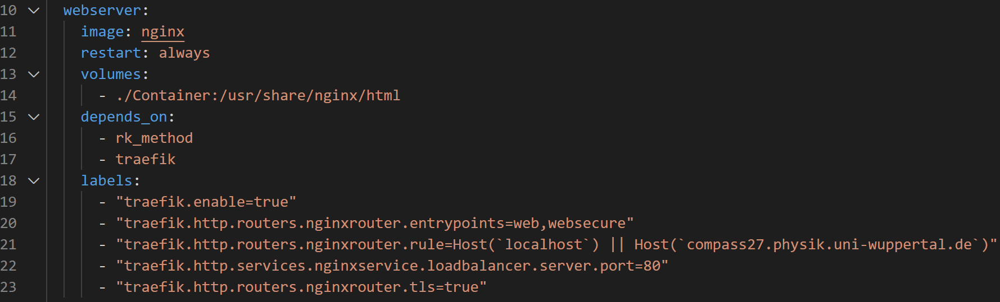 10 webserver:
11 image: nginx
12 restart: always
13 volumes:
14 - ./Container:/usr/share/nginx/html
15 depends_on:
16 - rk_method
17 - traefik
18 labels:
19 - "traefik.enable=true"
20 - "traefik.http.routers.nginxrouter.entrypoints=web,websecure"
21 - "traefik.http.routers.nginxrouter.rule=Host(`localhost`) || Host(`compass27.physik.uni-wuppertal.de`)"
22 - "traefik.http.services.nginxservice.loadbalancer.server.port=80"
23 - "traefik.http.routers.nginxrouter.tls=true"